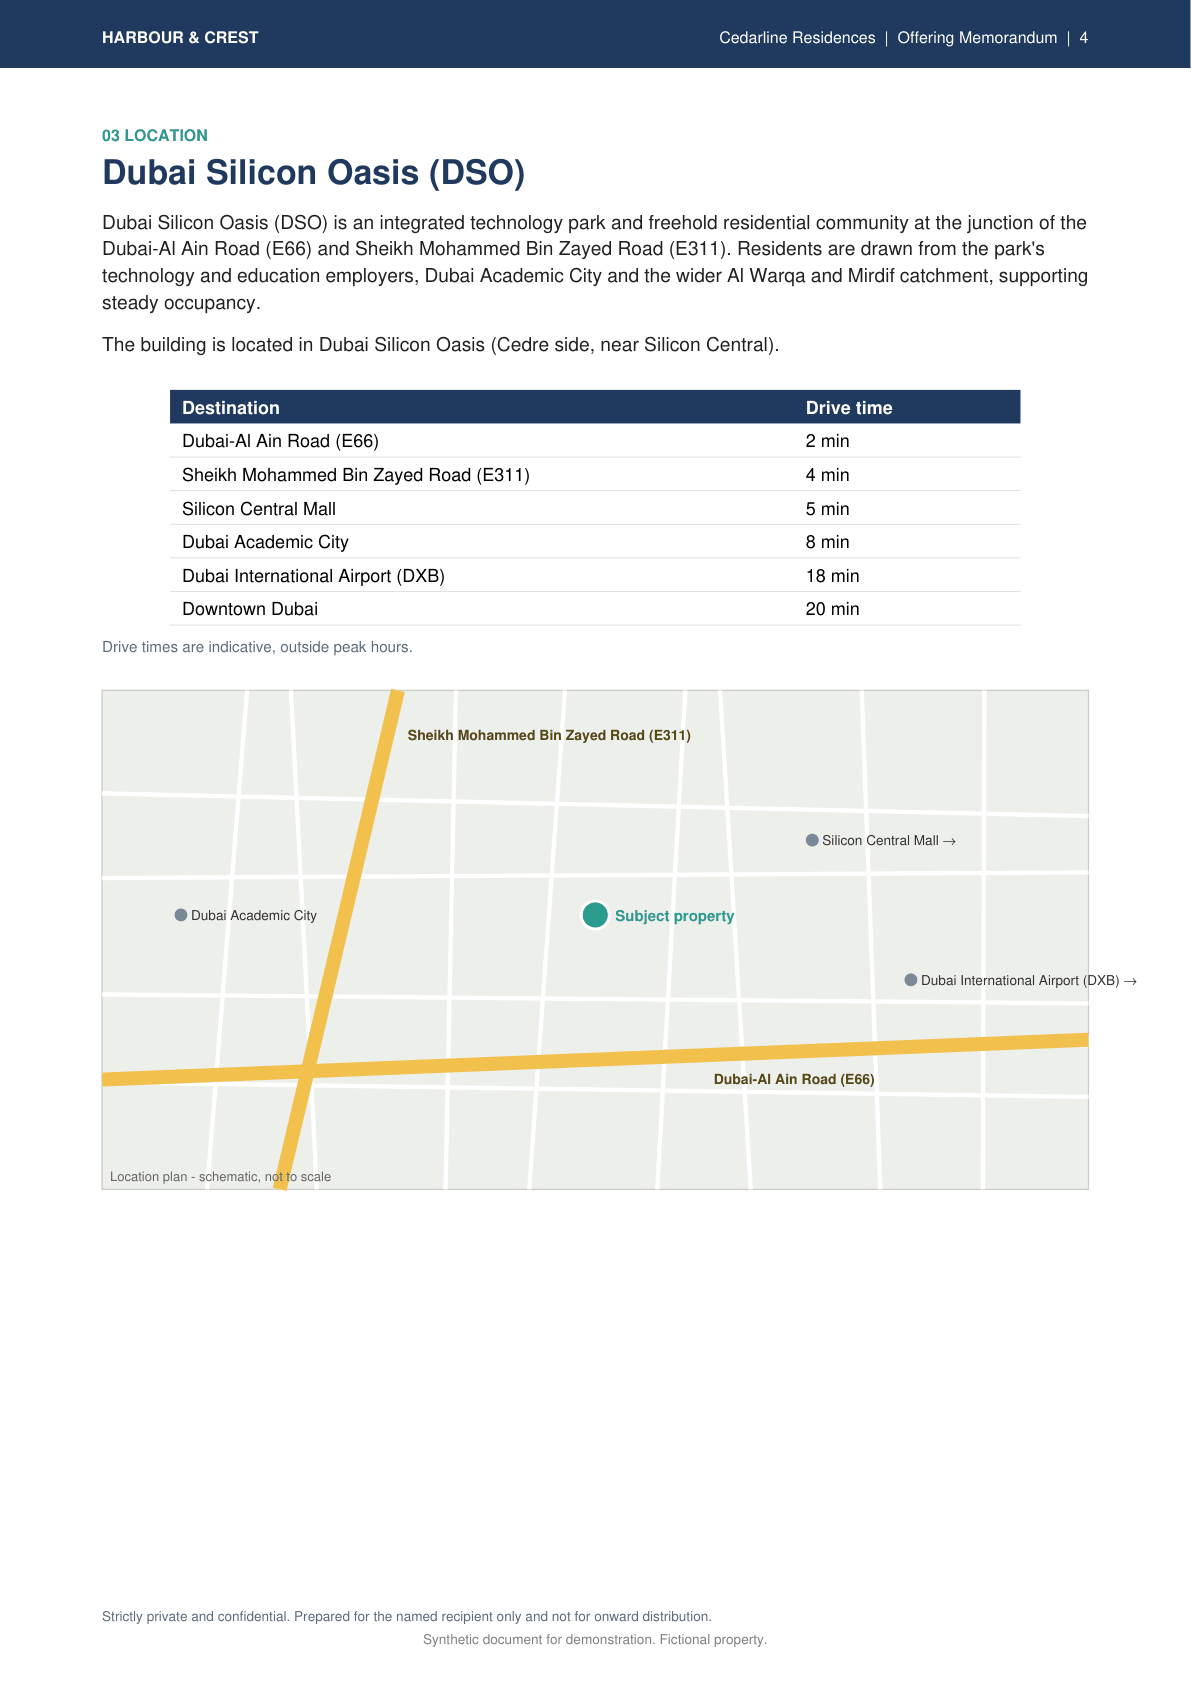 HARBOUR & CREST
Cedarline Residences | Offering Memorandum | 4
03 LOCATION
Dubai Silicon Oasis (DSO)
Dubai Silicon Oasis (DSO) is an integrated technology park and freehold residential community at the junction of the
Dubai-Al Ain Road (E66) and Sheikh Mohammed Bin Zayed Road (E311). Residents are drawn from the park's
technology and education employers, Dubai Academic City and the wider Al Warqa and Mirdif catchment, supporting
steady occupancy.
The building is located in Dubai Silicon Oasis (Cedre side, near Silicon Central).
Destination Drive time
Dubai-Al Ain Road (E66) 2 min
Sheikh Mohammed Bin Zayed Road (E311) 4 min
Silicon Central Mall 5 min
Dubai Academic City 8 min
Dubai International Airport (DXB) 18 min
Downtown Dubai 20 min
Drive times are indicative, outside peak hours.
Sheikh Mohammed Bin Zayed Road (E311)
Silicon Central Mall →
Dubai Academic City
Subject property
Dubai International Airport (DXB) →
Dubai-Al Ain Road (E66)
Location plan - schematic, not to scale
Strictly private and confidential. Prepared for the named recipient only and not for onward distribution.
Synthetic document for demonstration. Fictional property.